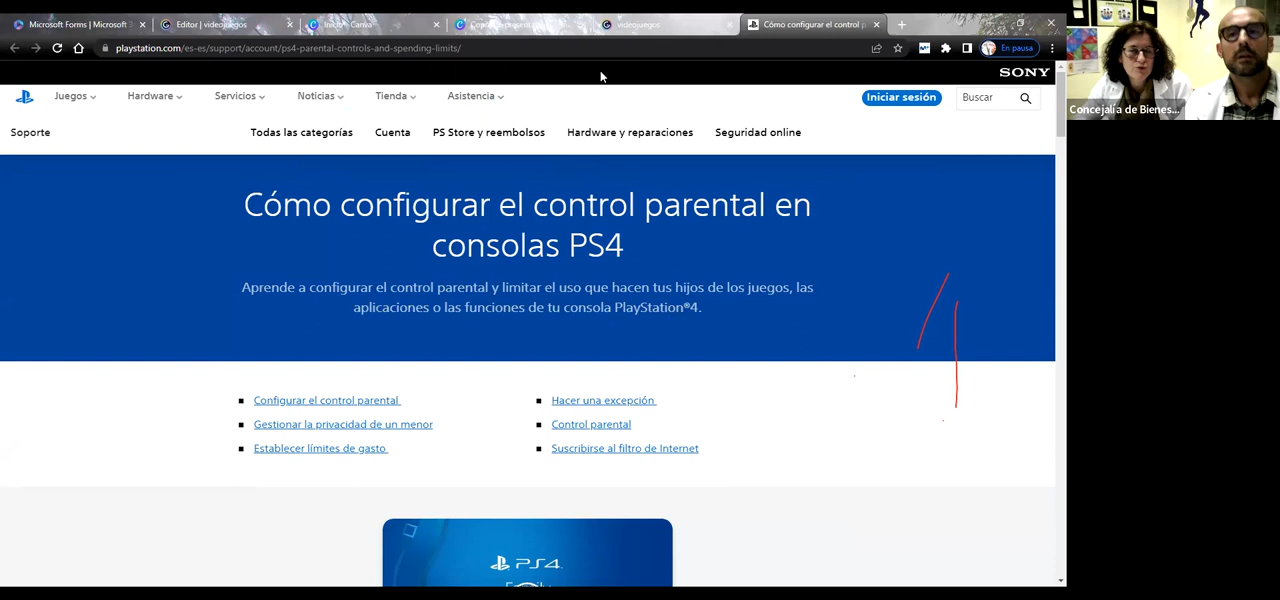 Microsoft Forms | Microsoft 3
Editor | videojuegos
Inicio - Canva
videojuegos
Cómo configurar el control p
playstation.com/es-es/support/account/ps4-parental-controls-and-spending-limits/
En pausa
SONY
Juegos
Hardware
Servicios
Noticias
Tienda
Asistencia
Iniciar sesión
Buscar
Soporte
Todas las categorías
Cuenta
PS Store y reembolsos
Hardware y reparaciones
Seguridad online
Cómo configurar el control parental en
consolas PS4
Aprende a configurar el control parental y limitar el uso que hacen tus hijos de los juegos, las
aplicaciones o las funciones de tu consola PlayStation®4.
Configurar el control parental
Hacer una excepción
Gestionar la privacidad de un menor
Control parental
Establecer límites de gasto
Suscribirse al filtro de Internet
PS4
Concejalía de Bienes...